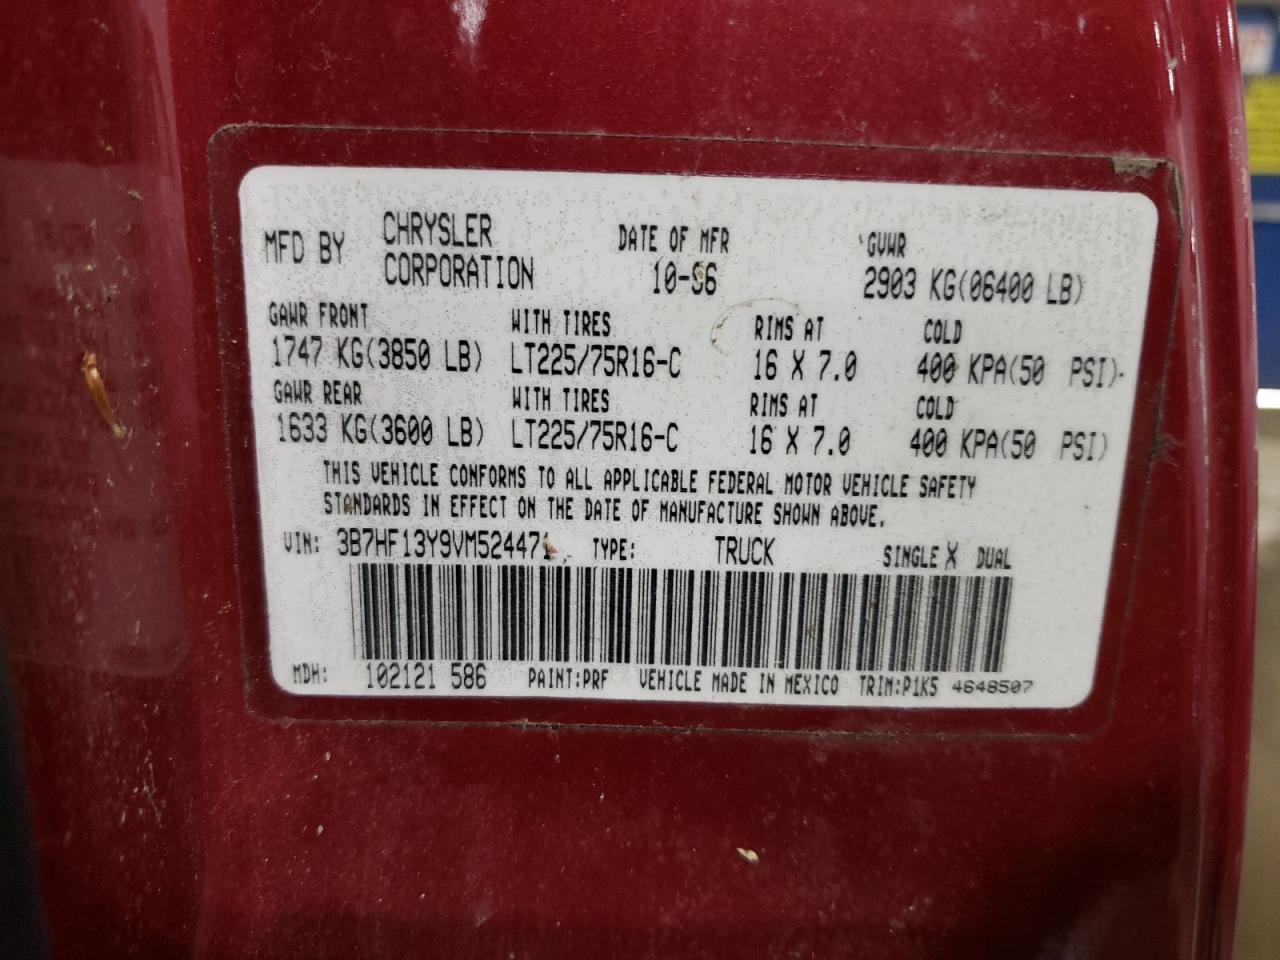 MFD BY CHRYSLER CORPORATION DATE OF MFR 10-96 GVWR 2903 KG(06400 LB)
GAWR FRONT WITH TIRES RIMS AT COLD
1747 KG(3850 LB) LT225/75R16-C 16 X 7.0 400 KPA(50 PSI)
GAWR REAR WITH TIRES RIMS AT COLD
1633 KG(3600 LB) LT225/75R16-C 16 X 7.0 400 KPA(50 PSI)
THIS VEHICLE CONFORMS TO ALL APPLICABLE FEDERAL MOTOR VEHICLE SAFETY
STANDARDS IN EFFECT ON THE DATE OF MANUFACTURE SHOWN ABOVE.
VIN: 3B7HF13Y9VM524471 TYPE: TRUCK SINGLE X DUAL
MDH: 102121 586 PAINT:PRF VEHICLE MADE IN MEXICO TRIM:P1K5 4648507